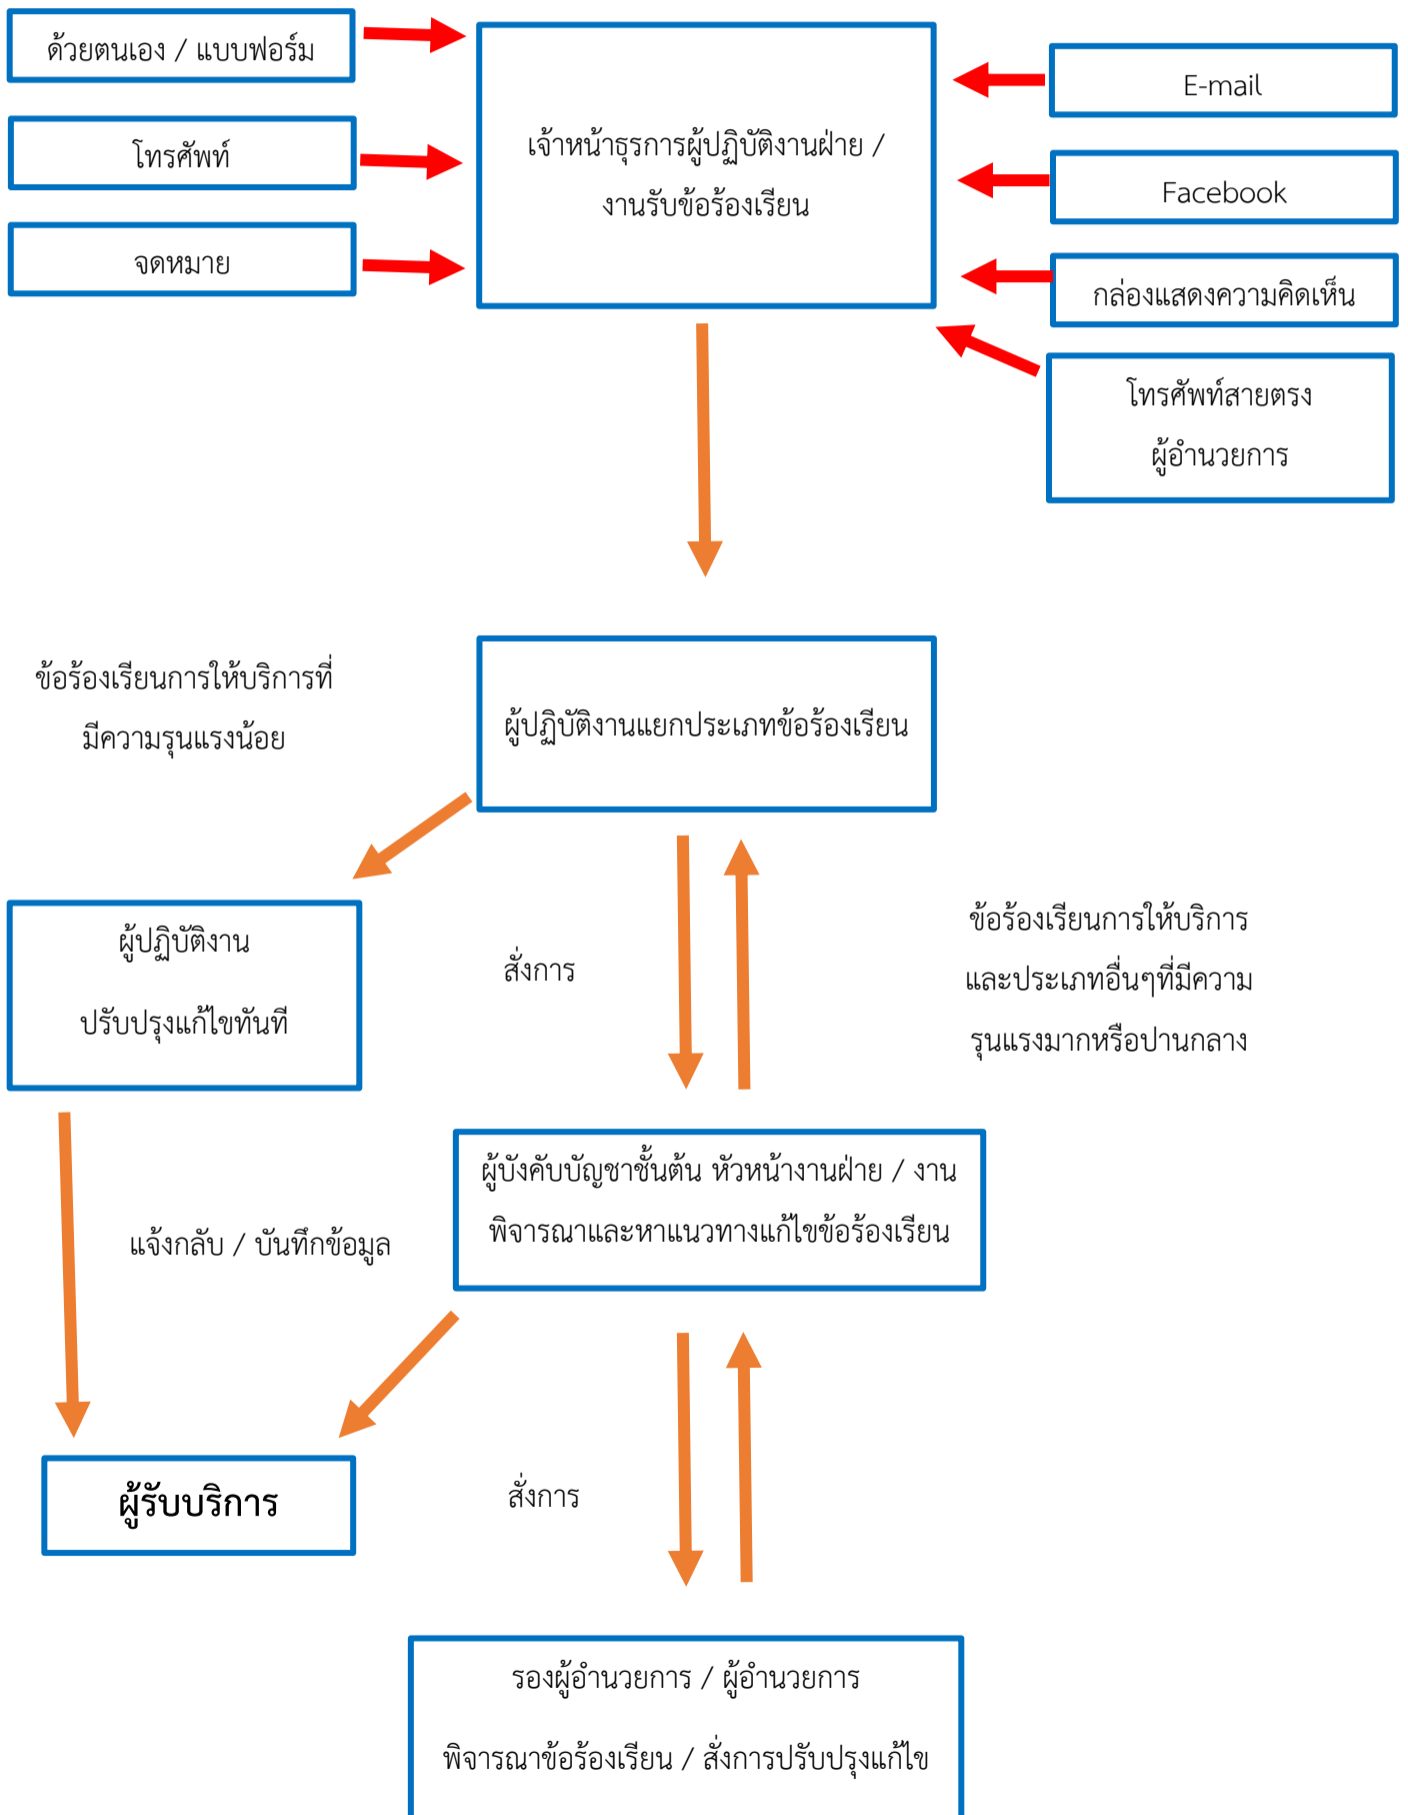 ด้วยตนเอง / แบบฟอร์ม
โทรศัพท์
จดหมาย
เจ้าหน้าธุรการผู้ปฏิบัติงานฝ่าย /
งานรับข้อร้องเรียน
E-mail
Facebook
กล่องแสดงความคิดเห็น
โทรศัพท์สายตรง
ผู้อำนวยการ
ข้อร้องเรียนการให้บริการที่
มีความรุนแรงน้อย
ผู้ปฏิบัติงานแยกประเภทข้อร้องเรียน
ผู้ปฏิบัติงาน
ปรับปรุงแก้ไขทันที
สั่งการ
ข้อร้องเรียนการให้บริการ
และประเภทอื่นๆที่มีความ
รุนแรงมากหรือปานกลาง
ผู้บังคับบัญชาชั้นต้น หัวหน้างานฝ่าย / งาน
พิจารณาและหาแนวทางแก้ไขข้อร้องเรียน
แจ้งกลับ / บันทึกข้อมูล
ผู้รับบริการ
สั่งการ
รองผู้อำนวยการ / ผู้อำนวยการ
พิจารณาข้อร้องเรียน / สั่งการปรับปรุงแก้ไข